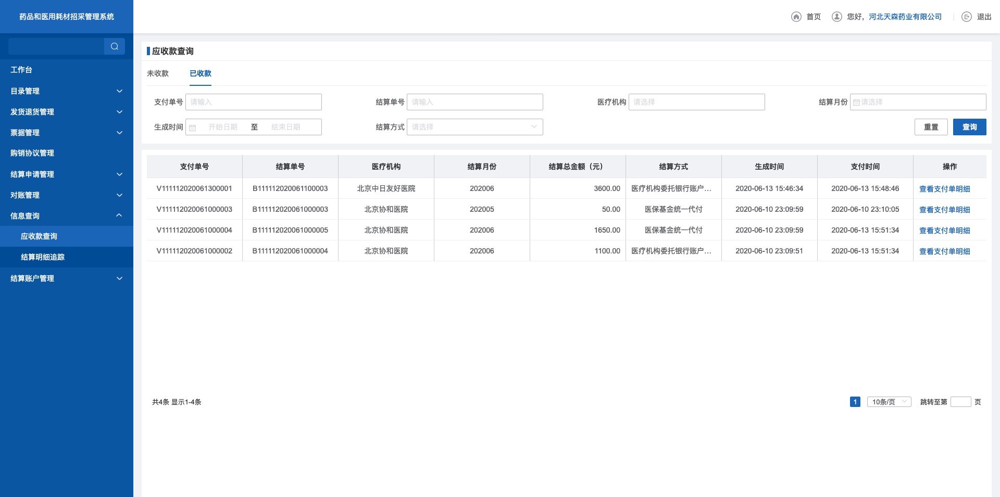 药品和医用耗材招采管理系统
首页 您好，河北天森药业有限公司 退出
工作台
目录管理
发货退货管理
票据管理
购销协议管理
结算申请管理
对账管理
信息查询
应收款查询
结算明细追踪
结算账户管理
应收款查询
未收款 已收款
支付单号 请输入 结算单号 请输入 医疗机构 请选择 结算月份 请选择
生成时间 开始日期 至 结束日期 结算方式 请选择 重置 查询
支付单号 结算单号 医疗机构 结算月份 结算总金额（元） 结算方式 生成时间 支付时间 操作
V111112020061300001 B111112020061100003 北京中日友好医院 202006 3600.00 医疗机构委托银行账户... 2020-06-13 15:46:34 2020-06-13 15:48:46 查看支付单明细
V111112020061000003 B111112020061000003 北京协和医院 202005 50.00 医保基金统一代付 2020-06-10 23:09:59 2020-06-10 23:10:05 查看支付单明细
V111112020061000004 B111112020061000005 北京协和医院 202006 1650.00 医保基金统一代付 2020-06-10 23:09:59 2020-06-13 15:51:34 查看支付单明细
V111112020061000002 B111112020061000004 北京协和医院 202006 1100.00 医疗机构委托银行账户... 2020-06-10 23:09:51 2020-06-13 15:51:34 查看支付单明细
共4条 显示1-4条 1 10条/页 跳转至第 页